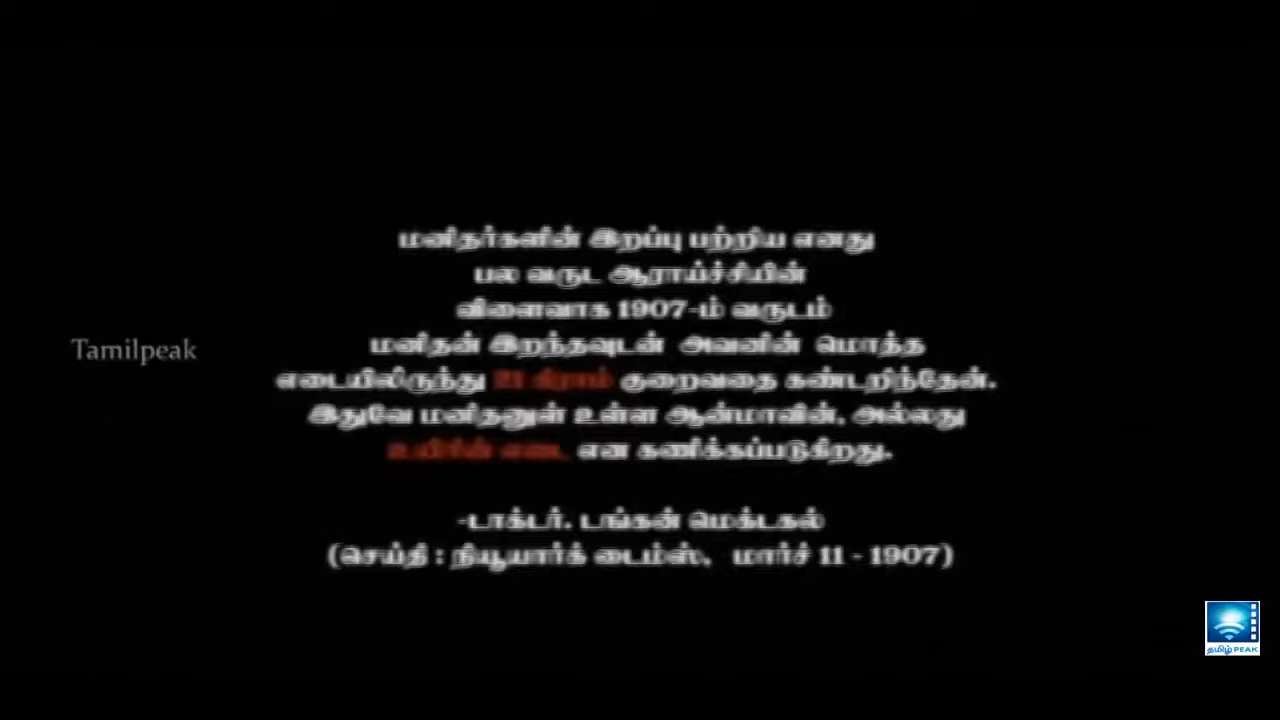 மனிதர்களின் இறப்பு பற்றிய எனது
பல வருட ஆராய்ச்சியின்
விளைவாக 1907-ம் வருடம்
மனிதன் இறந்தவுடன் அவனின் மொத்த
Tamilpeak
எடையிலிருந்து 21 கிராம் குறைவதை கண்டறிந்தேன்.
இதுவே மனிதனுள் உள்ள ஆன்மாவின், அல்லது
உயிரின் எடை என கணிக்கப்படுகிறது.
-டாக்டர். டங்கன் மெக்டகல்
(செய்தி : நியூயார்க் டைம்ஸ், மார்ச் 11 - 1907)
தமிழ் PEAK